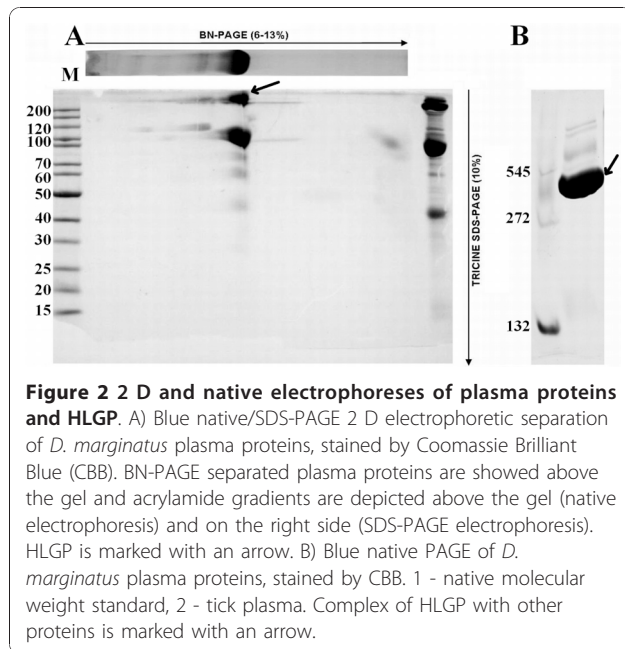 A
BN-PAGE (6-13%)
B
M
200
120
100
70
60
50
40
30
25
20
15
TRICINE SDS-PAGE (10%)
545
272
132
Figure 2 2 D and native electrophoreses of plasma proteins
and HLGP. A) Blue native/SDS-PAGE 2 D electrophoretic separation
of D. marginatus plasma proteins, stained by Coomassie Brilliant
Blue (CBB). BN-PAGE separated plasma proteins are showed above
the gel and acrylamide gradients are depicted above the gel (native
electrophoresis) and on the right side (SDS-PAGE electrophoresis).
HLGP is marked with an arrow. B) Blue native PAGE of D.
marginatus plasma proteins, stained by CBB. 1 - native molecular
weight standard, 2 - tick plasma. Complex of HLGP with other
proteins is marked with an arrow.